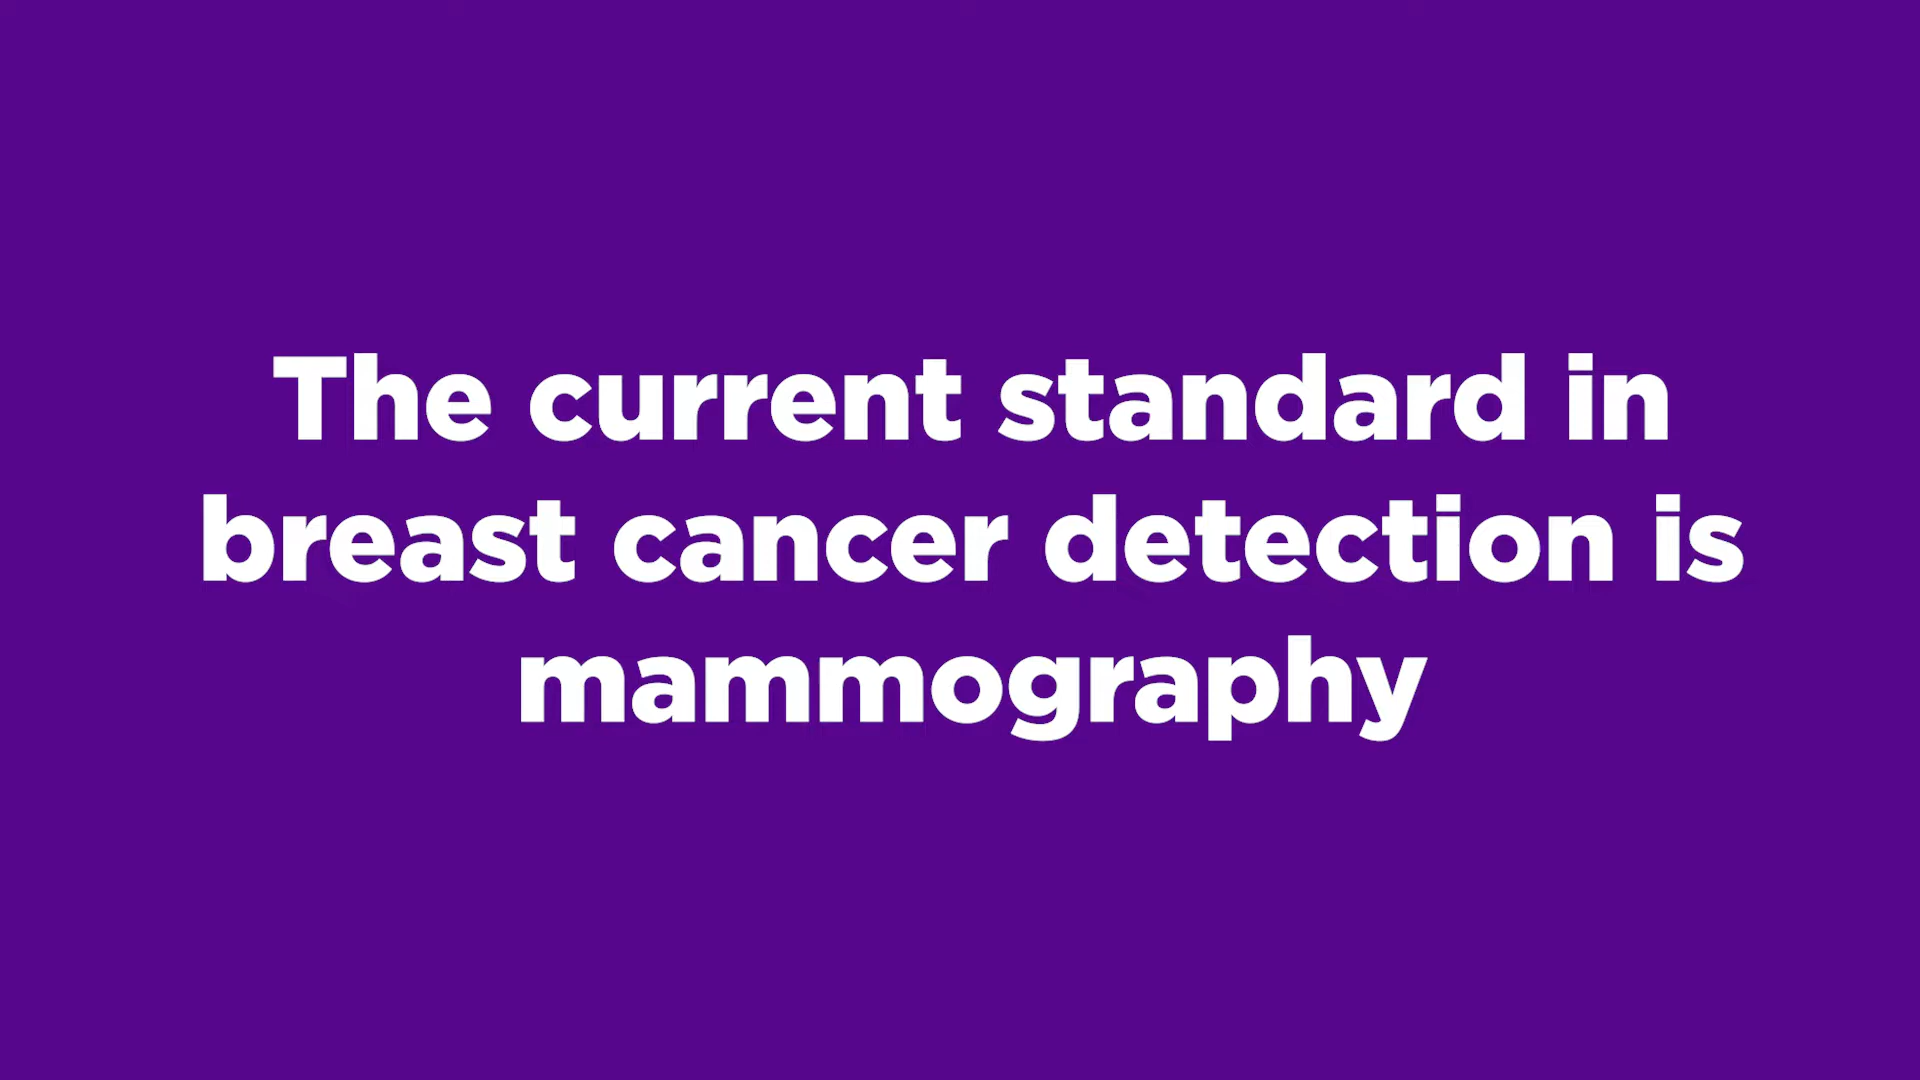 The current standard in
breast cancer detection is
mammography